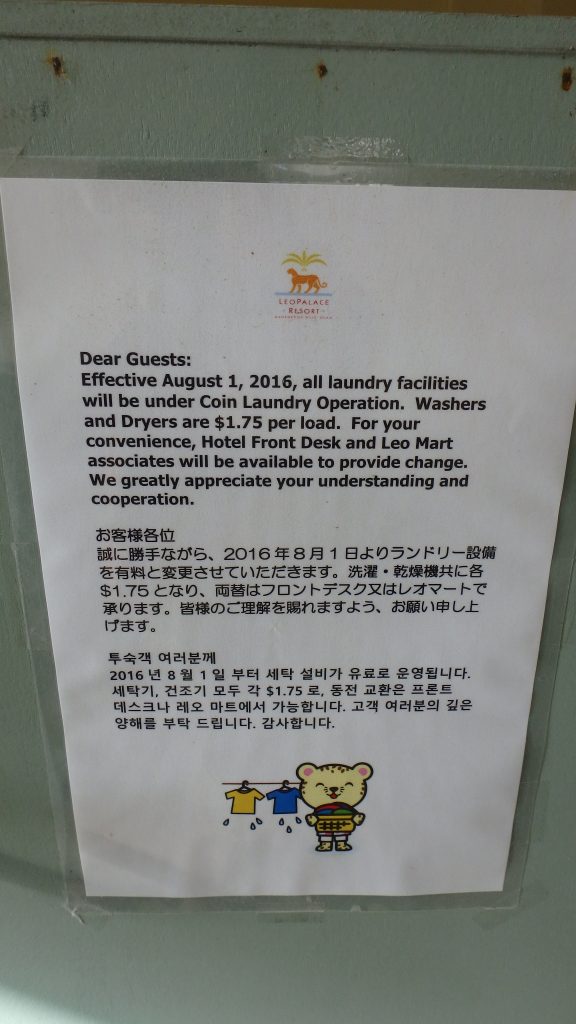 LEOPALACE
RESORT
Dear Guests:
Effective August 1, 2016, all laundry facilities
will be under Coin Laundry Operation. Washers
and Dryers are $1.75 per load. For your
convenience, Hotel Front Desk and Leo Mart
associates will be available to provide change.
We greatly appreciate your understanding and
cooperation.
お客様各位
誠に勝手ながら、2016年8月1日よりランドリー設備
を有料と変更させていただきます。洗濯・乾燥機共に各
$1.75となり、両替はフロントデスク又はレオマートで
承ります。皆様のご理解を賜れますよう、お願い申し上
げます。
투숙객 여러분께
2016년 8월 1일 부터 세탁 설비가 유료로 운영됩니다.
세탁기, 건조기 모두 각 $1.75로, 동전 교환은 프론트
데스크나 레오 마트에서 가능합니다. 고객 여러분의 깊은
양해를 부탁 드립니다. 감사합니다.